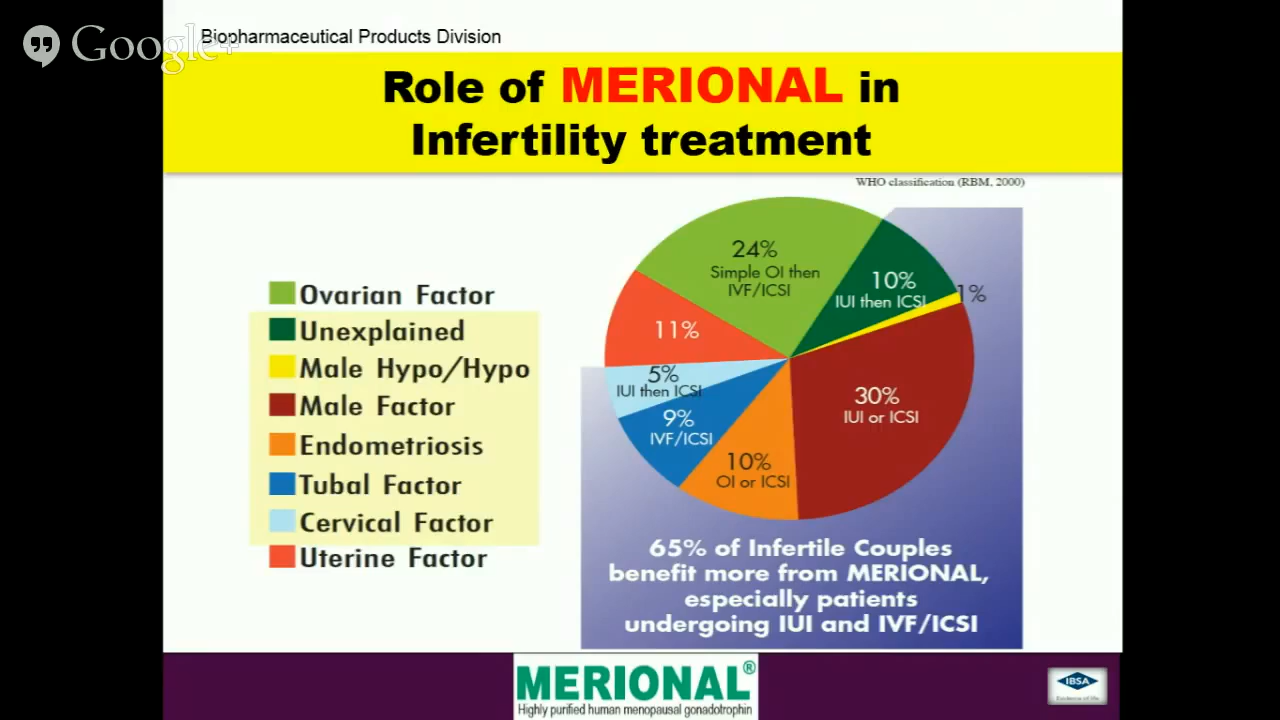 Google+
Biopharmaceutical Products Division
Role of MERIONAL in
Infertility treatment
WHO classification (RBM, 2000)
Ovarian Factor
Unexplained
Male Hypo/Hypo
Male Factor
Endometriosis
Tubal Factor
Cervical Factor
Uterine Factor
24%
Simple OI then
IVF/ICSI
10%
IUI then ICSI
1%
30%
IUI or ICSI
10%
OI or ICSI
9%
IVF/ICSI
5%
IUI then ICSI
11%
65% of Infertile Couples
benefit more from MERIONAL,
especially patients
undergoing IUI and IVF/ICSI
MERIONAL®
Highly purified human menopausal gonadotrophin
IBSA